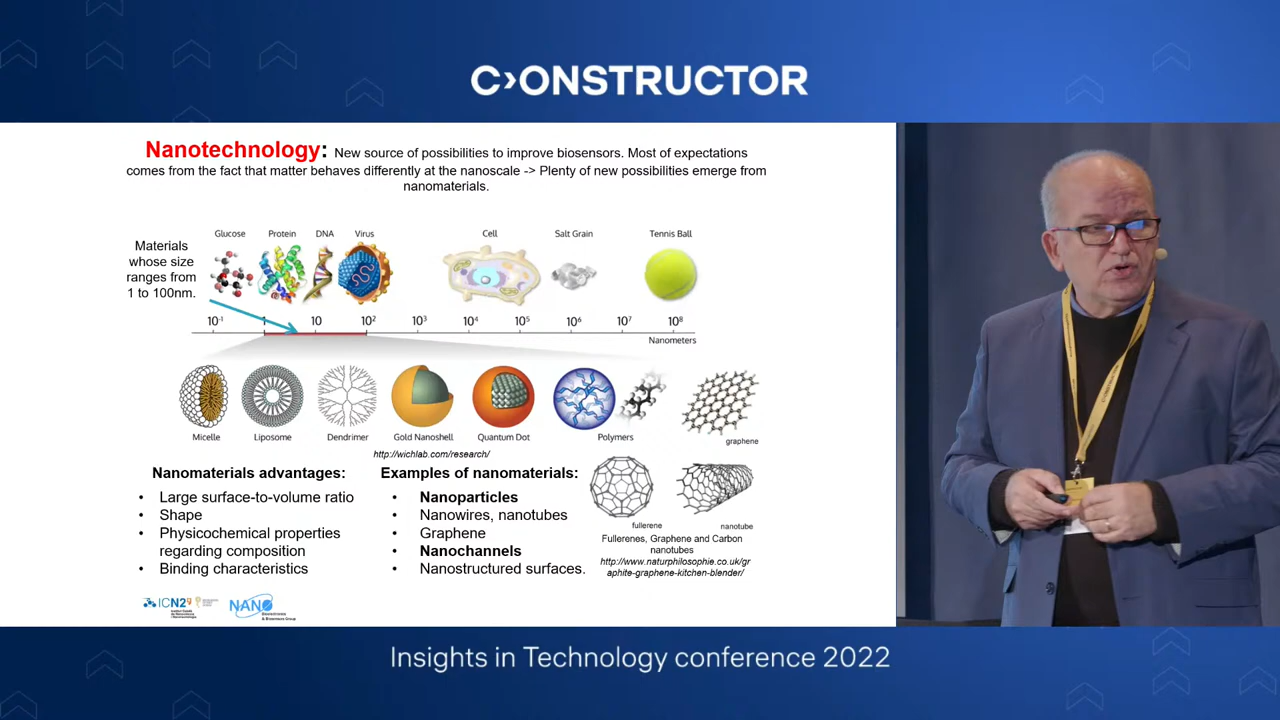 C›ONSTRUCTOR
Nanotechnology: New source of possibilities to improve biosensors. Most of expectations
comes from the fact that matter behaves differently at the nanoscale -> Plenty of new possibilities emerge from
nanomaterials.
Glucose Protein DNA Virus Cell Salt Grain Tennis Ball
Materials
whose size
ranges from
1 to 100nm.
10⁻¹ 1 10 10² 10³ 10⁴ 10⁵ 10⁶ 10⁷ 10⁸
Nanometers
Micelle Liposome Dendrimer Gold Nanoshell Quantum Dot Polymers graphene
http://wichlab.com/research/
Nanomaterials advantages:
• Large surface-to-volume ratio
• Shape
• Physicochemical properties
regarding composition
• Binding characteristics
Examples of nanomaterials:
• Nanoparticles
• Nanowires, nanotubes
• Graphene
• Nanochannels
• Nanostructured surfaces.
fullerene nanotube
Fullerenes, Graphene and Carbon
nanotubes
http://www.naturphilosophie.co.uk/gr
aphite-graphene-kitchen-blender/
ICN2
NANO
Insights in Technology conference 2022